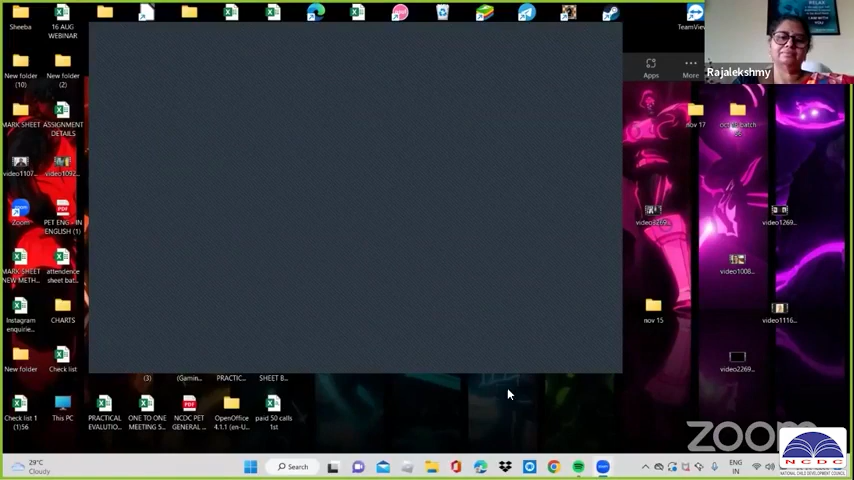 Sheeba
16 AUG
WEBINAR
TeamView
RELAX
Rajalekshmy
Apps
More
New folder
(10)
New folder
(2)
MARK SHEET
ASSIGNMENT
DETAILS
nov 17
video1107...
video1092...
Zoom
PET ENG - IN
ENGLISH (1)
video1269...
MARK SHEET
NEW METH...
attendence
sheet bat...
video1008...
Instagram
enquirie...
CHARTS
nov 15
video1116...
New folder
Check list
(3)
(Gamin...
PRACTIC...
SHEET B...
video2269...
Check list 1
(1)56
This PC
PRACTICAL
EVALUTIO...
ONE TO ONE
MEETING 5...
NCDC PET
GENERAL ...
OpenOffice
4.1.1 (en-U...
paid 50 calls
1st
zoom
NCDC
NATIONAL CHILD DEVELOPMENT COUNCIL
29°C
Cloudy
Search
ENG
IN